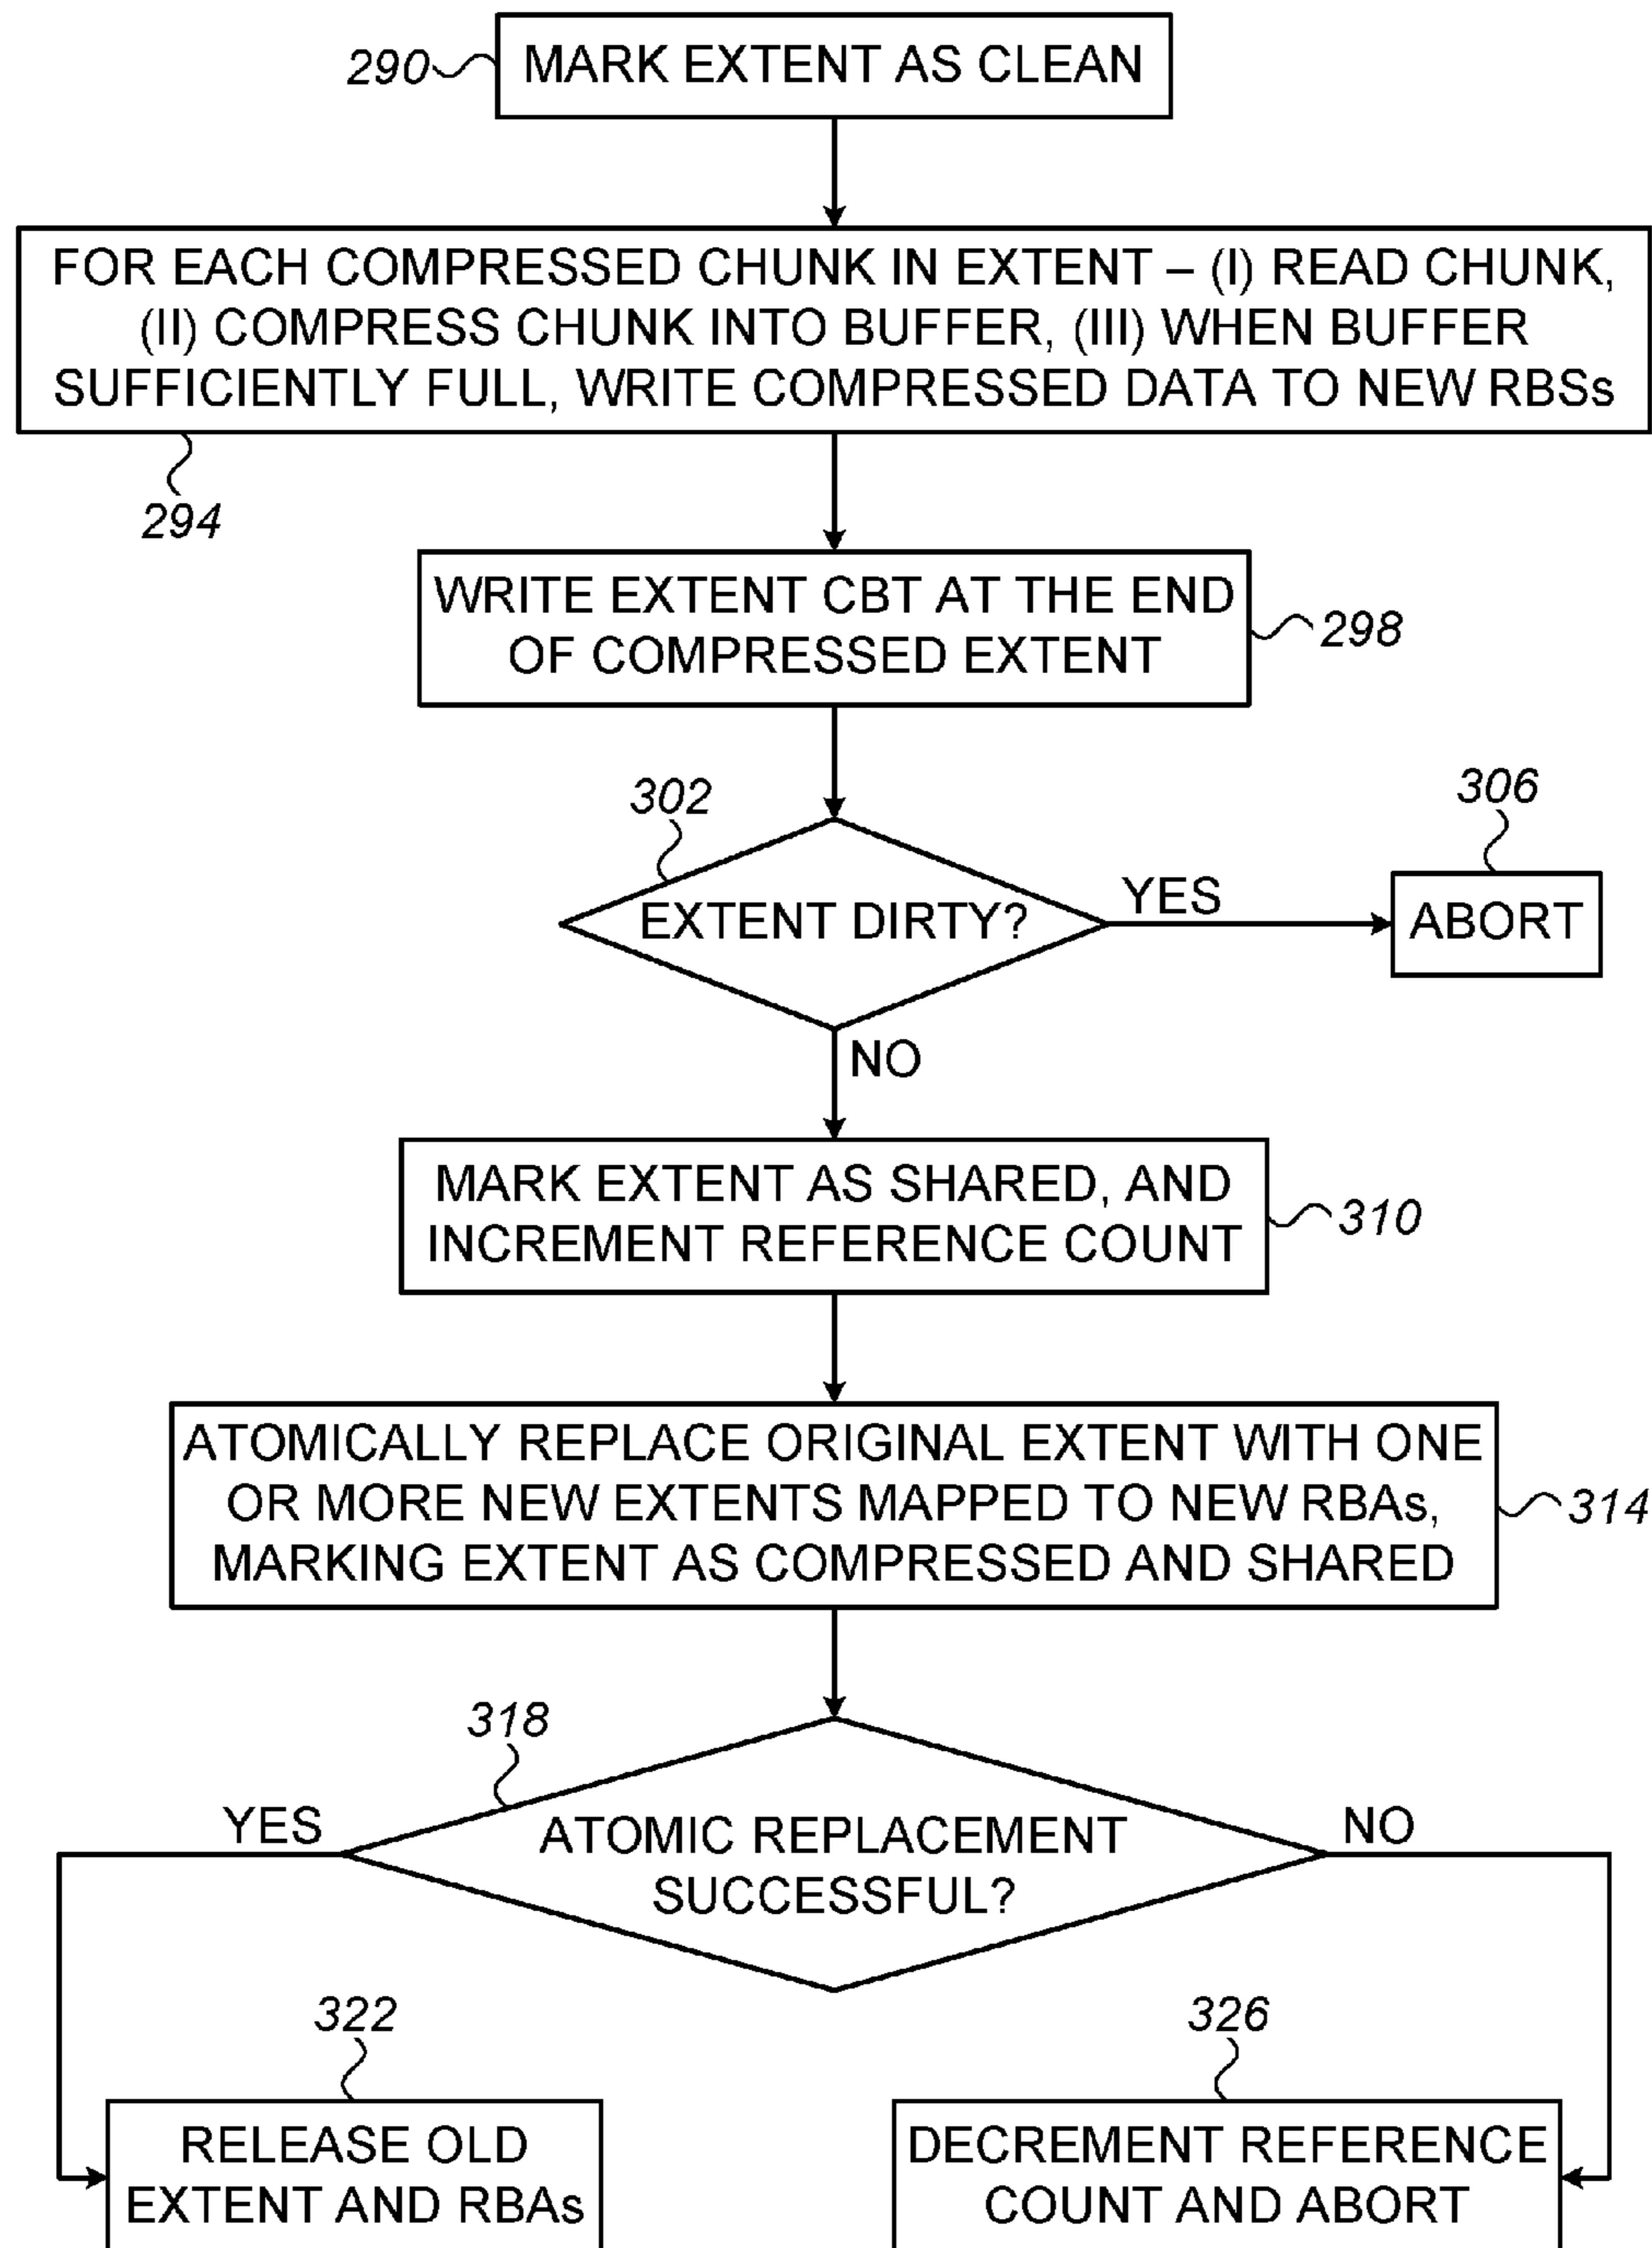 290
MARK EXTENT AS CLEAN
FOR EACH COMPRESSED CHUNK IN EXTENT – (I) READ CHUNK,
(II) COMPRESS CHUNK INTO BUFFER, (III) WHEN BUFFER
SUFFICIENTLY FULL, WRITE COMPRESSED DATA TO NEW RBSs
294
WRITE EXTENT CBT AT THE END
OF COMPRESSED EXTENT
298
302
306
EXTENT DIRTY?
YES
ABORT
NO
MARK EXTENT AS SHARED, AND
INCREMENT REFERENCE COUNT
310
ATOMICALLY REPLACE ORIGINAL EXTENT WITH ONE
OR MORE NEW EXTENTS MAPPED TO NEW RBAs,
MARKING EXTENT AS COMPRESSED AND SHARED
314
318
YES
ATOMIC REPLACEMENT
SUCCESSFUL?
NO
322
326
RELEASE OLD
EXTENT AND RBAs
DECREMENT REFERENCE
COUNT AND ABORT